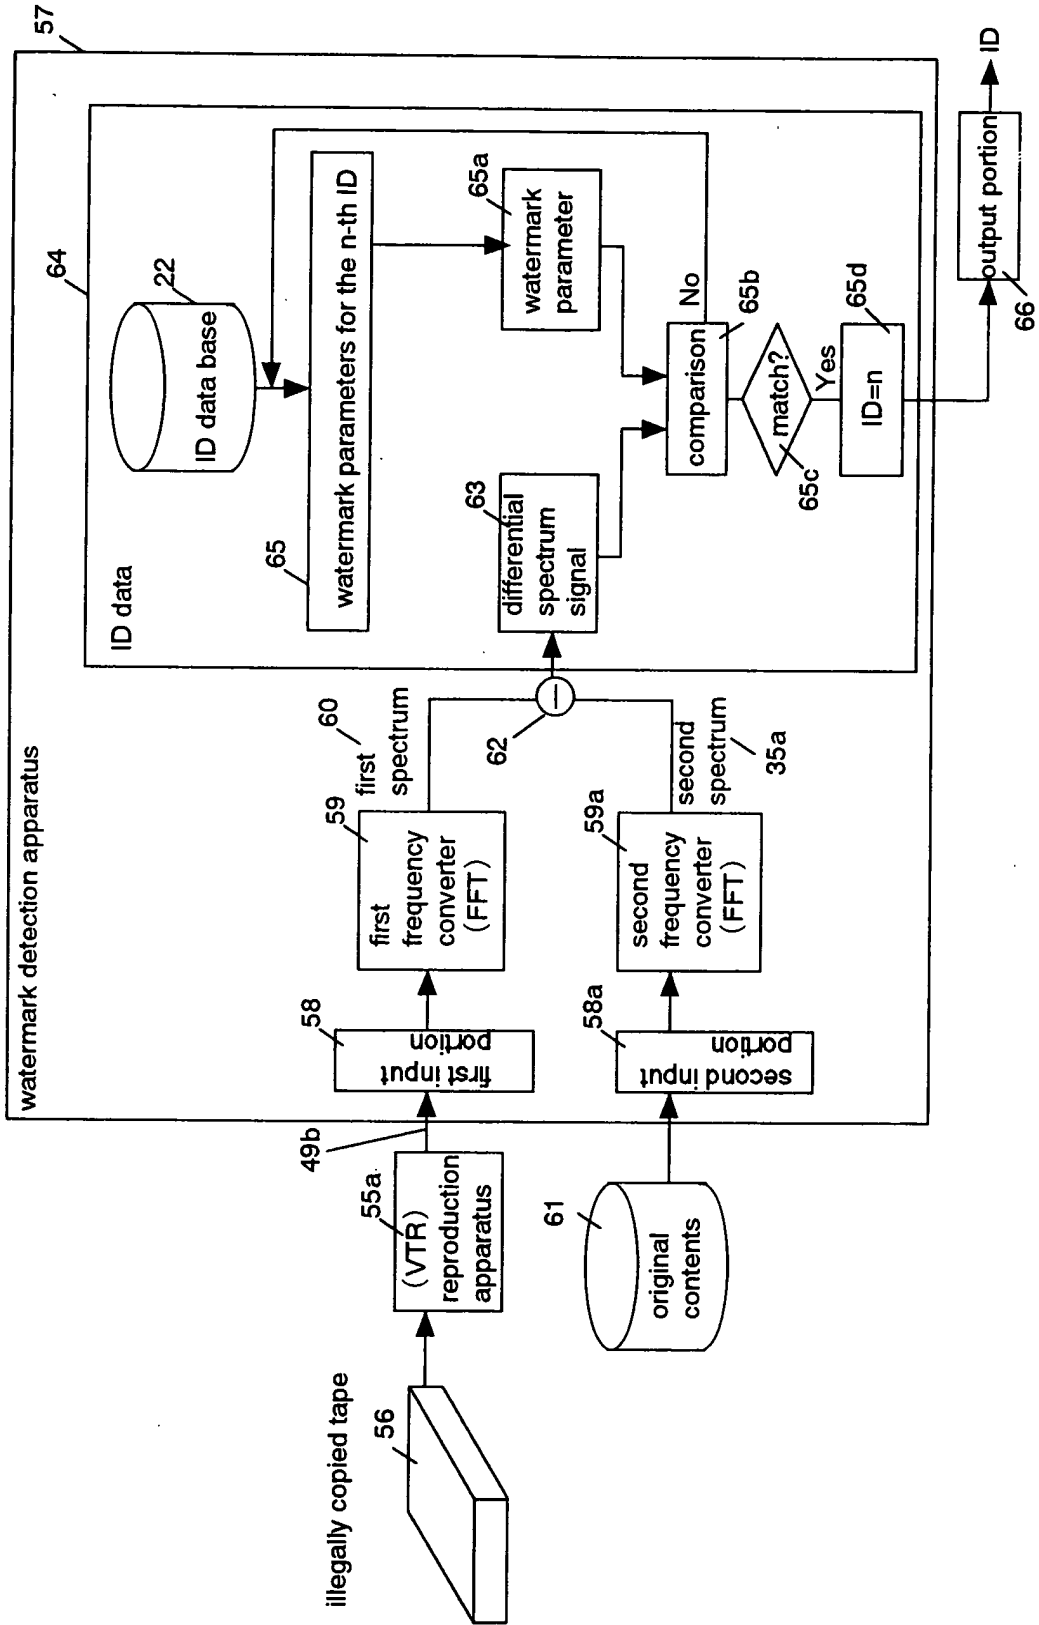 watermark detection apparatus
57
64
ID data
22
ID data base
65
watermark parameters for the n-th ID
65a
watermark
parameter
63
differential
spectrum
signal
comparison
No
65b
match?
65c
Yes
65d
ID=n
output portion
66
ID
illegally copied tape
56
55a
(VTR)
reproduction
apparatus
49b
58
first input
portion
59
first
frequency
converter
(FFT)
60
first
spectrum
62
61
original
contents
58a
second input
portion
59a
second
frequency
converter
(FFT)
second
spectrum
35a